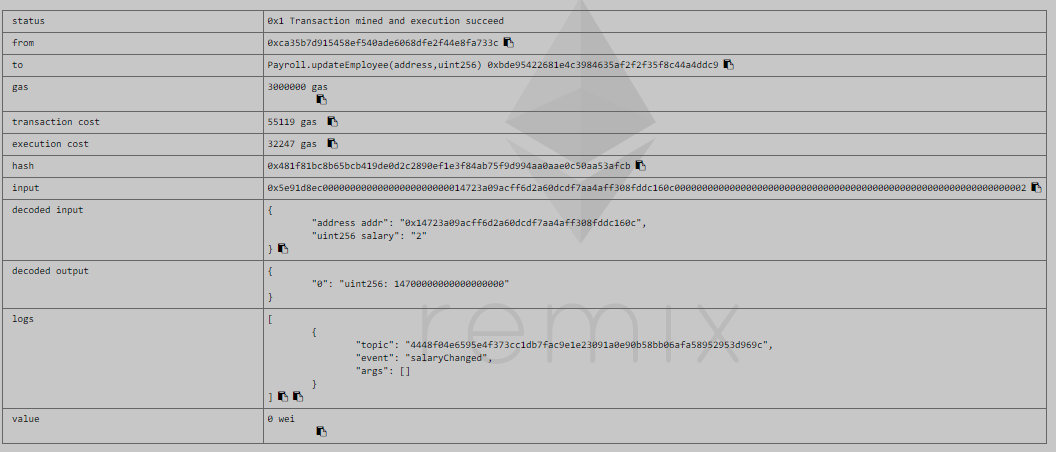 status 0x1 Transaction mined and execution succeed
from 0xca35b7d915458ef540ade6068dfe2f44e8fa733c
to Payroll.updateEmployee(address,uint256) 0xbde95422681e4c3984635af2f2f35f8c44a4ddc9
gas 3000000 gas
transaction cost 55119 gas
execution cost 32247 gas
hash 0x481f81bc8b65bcb419de0d2c2890ef1e3f84ab75f9d994aa0aae0c50aa53afcb
input 0x5e91d8ec00000000000000000000000014723a09acff6d2a60dcdf7aa4aff308fddc160c0000000000000000000000000000000000000000000000000000000000000002
decoded input {
"address addr": "0x14723a09acff6d2a60dcdf7aa4aff308fddc160c",
"uint256 salary": "2"
}
decoded output {
"0": "uint256: 14700000000000000000"
}
logs [
{
"topic": "4448f04e6595e4f373cc1db7fac9e1e23091a0e90b58bb06afa58952953d969c",
"event": "salaryChanged",
"args": []
}
]
remix
value 0 wei